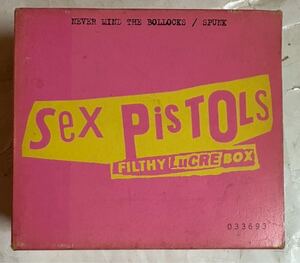 NEVER MIND THE BOLLOCKS / SPUNK
Sex PiSTOLS
FILTHY LuCRE BOX
033693